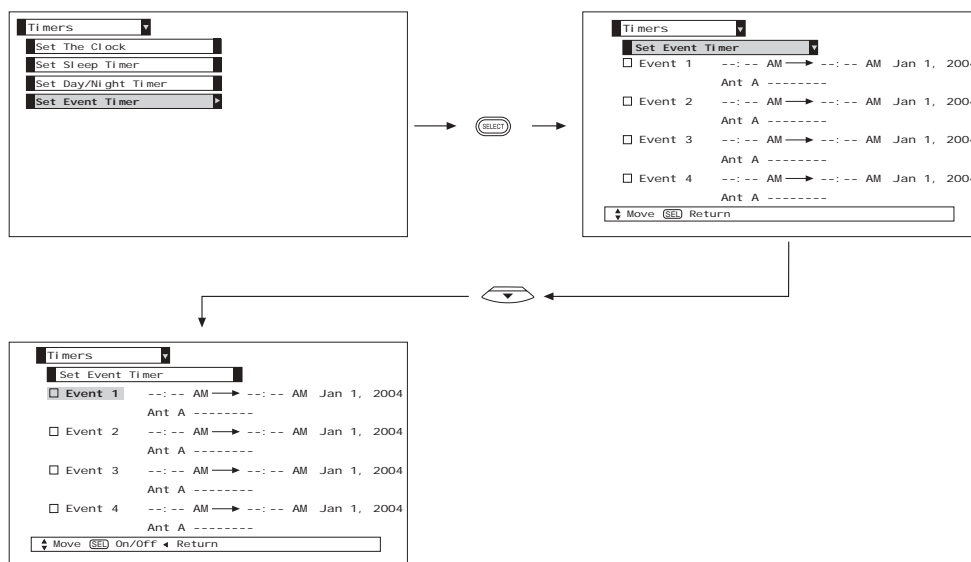 Timers
Set The Clock
Set Sleep Timer
Set Day/Night Timer
Set Event Timer
SELECT
Timers
Set Event Timer
Event 1 --:-- AM --:-- AM Jan 1, 2004
Ant A --------
Event 2 --:-- AM --:-- AM Jan 1, 2004
Ant A --------
Event 3 --:-- AM --:-- AM Jan 1, 2004
Ant A --------
Event 4 --:-- AM --:-- AM Jan 1, 2004
Ant A --------
Move SEL Return
Timers
Set Event Timer
Event 1 --:-- AM --:-- AM Jan 1, 2004
Ant A --------
Event 2 --:-- AM --:-- AM Jan 1, 2004
Ant A --------
Event 3 --:-- AM --:-- AM Jan 1, 2004
Ant A --------
Event 4 --:-- AM --:-- AM Jan 1, 2004
Ant A --------
Move SEL On/Off Return